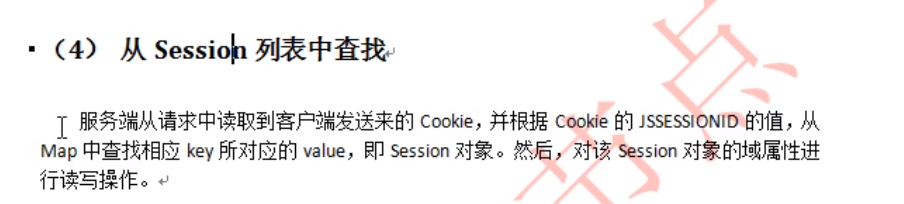 ▪（4） 从 Session 列表中查找
服务端从请求中读取到客户端发送来的 Cookie，并根据 Cookie 的 JSSESSIONID 的值，从
Map 中查找相应 key 所对应的 value，即 Session 对象。然后，对该 Session 对象的域属性进
行读写操作。
节点